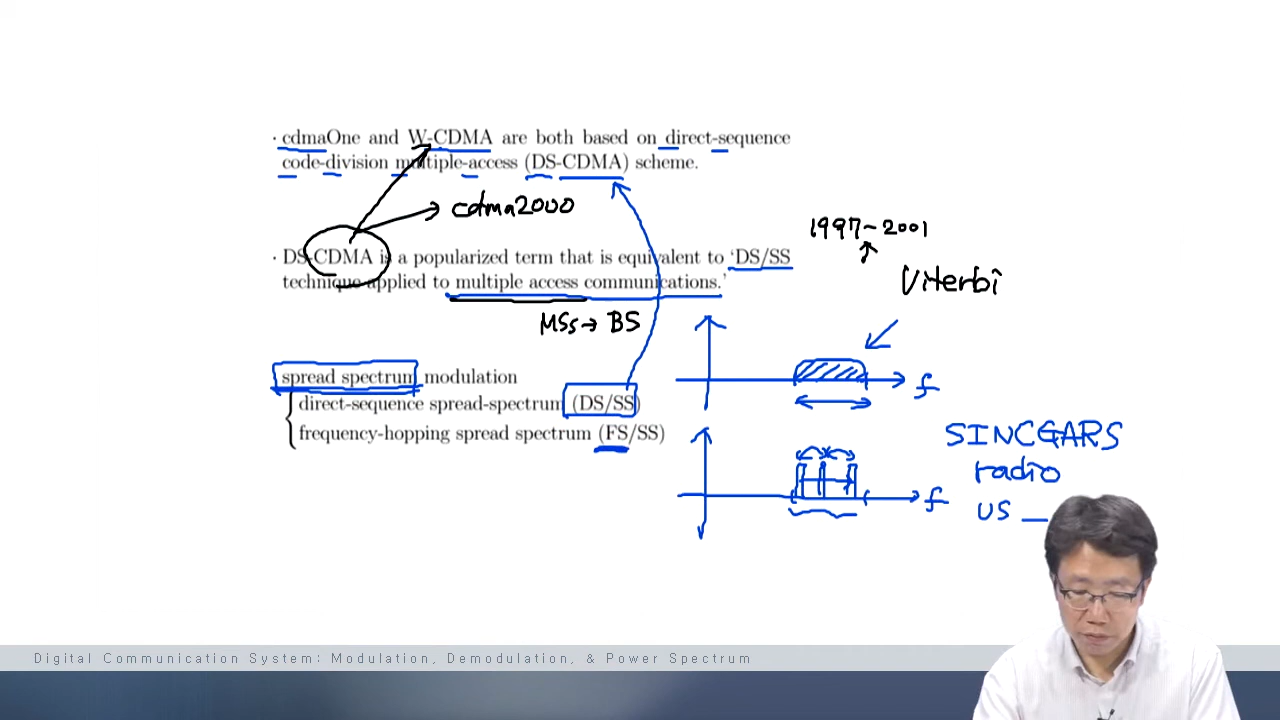 · cdmaOne and W-CDMA are both based on direct-sequence
code-division multiple-access (DS-CDMA) scheme.
cdma2000
1997~2001
· DS-CDMA is a popularized term that is equivalent to ‘DS/SS
technique applied to multiple access communications.’
Viterbi
MSs→ BS
spread spectrum modulation
direct-sequence spread-spectrum (DS/SS)
frequency-hopping spread spectrum (FS/SS)
f
SINCGARS
radio
f
US
Digital Communication System: Modulation, Demodulation, & Power Spectrum